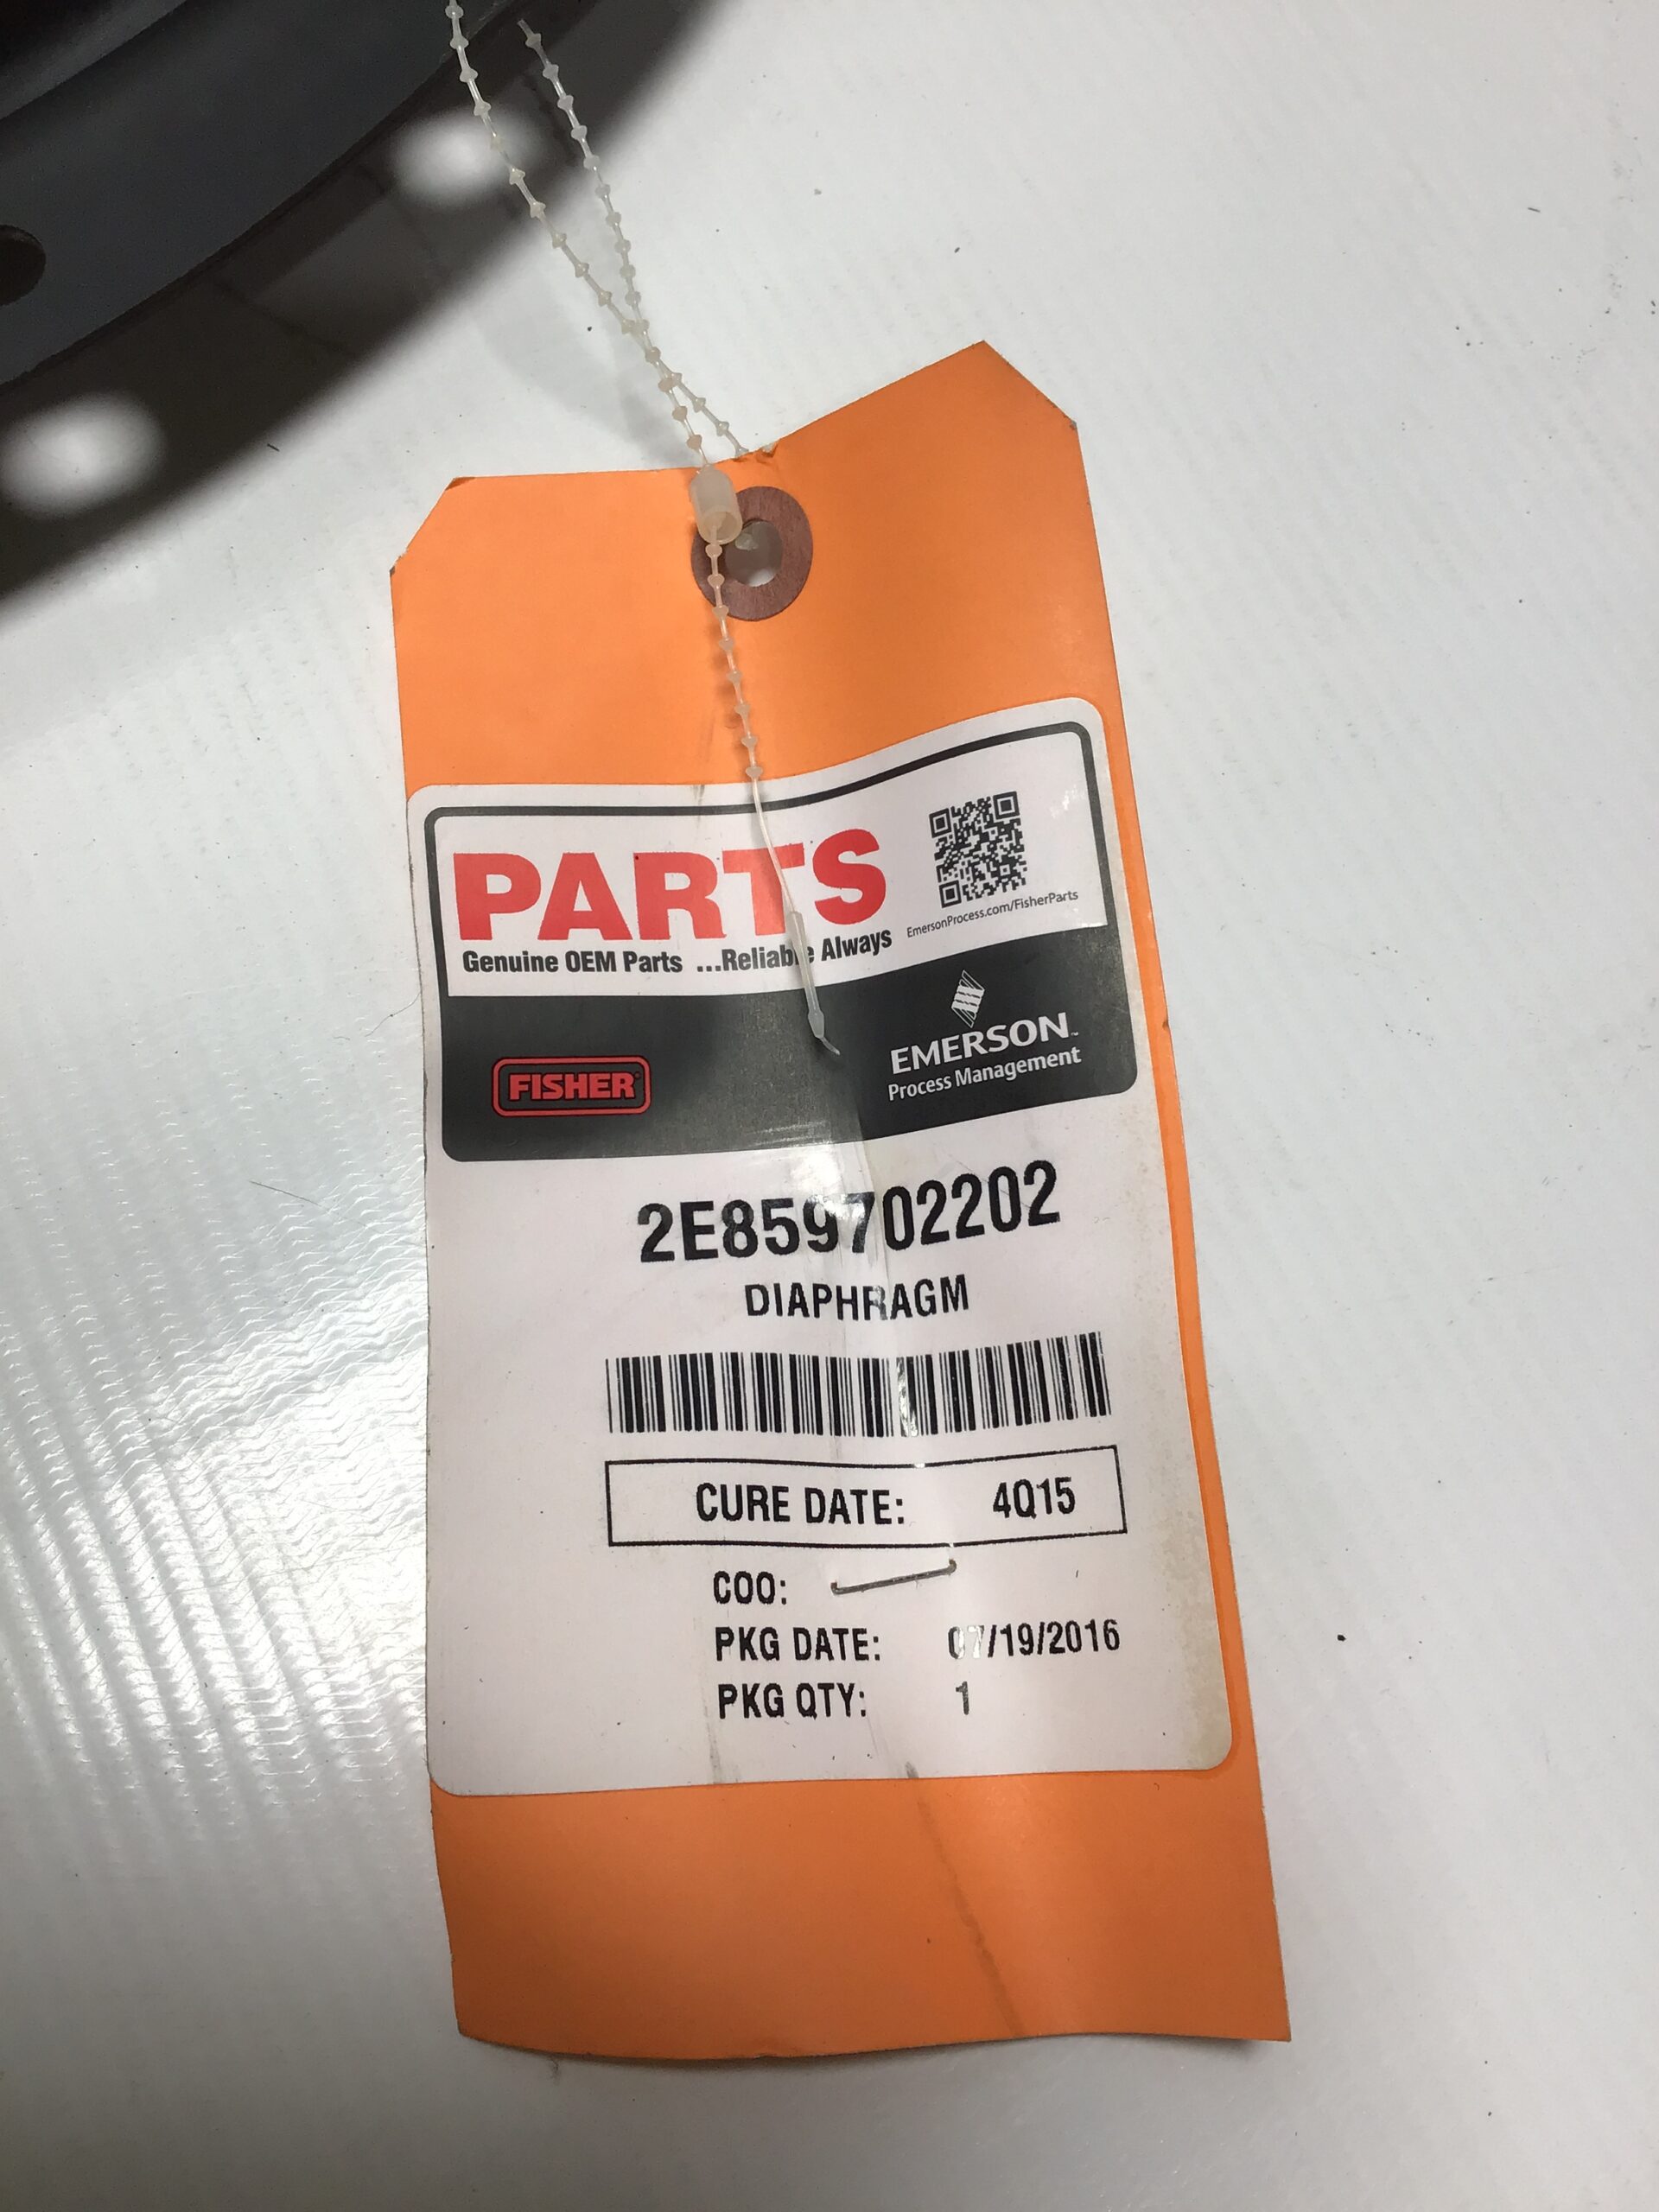 PARTS
Genuine OEM Parts ...Reliable Always
EmersonProcess.com/FisherParts
FISHER
EMERSON™
Process Management
2E859702202
DIAPHRAGM
CURE DATE: 4Q15
COO:
PKG DATE: 07/19/2016
PKG QTY: 1